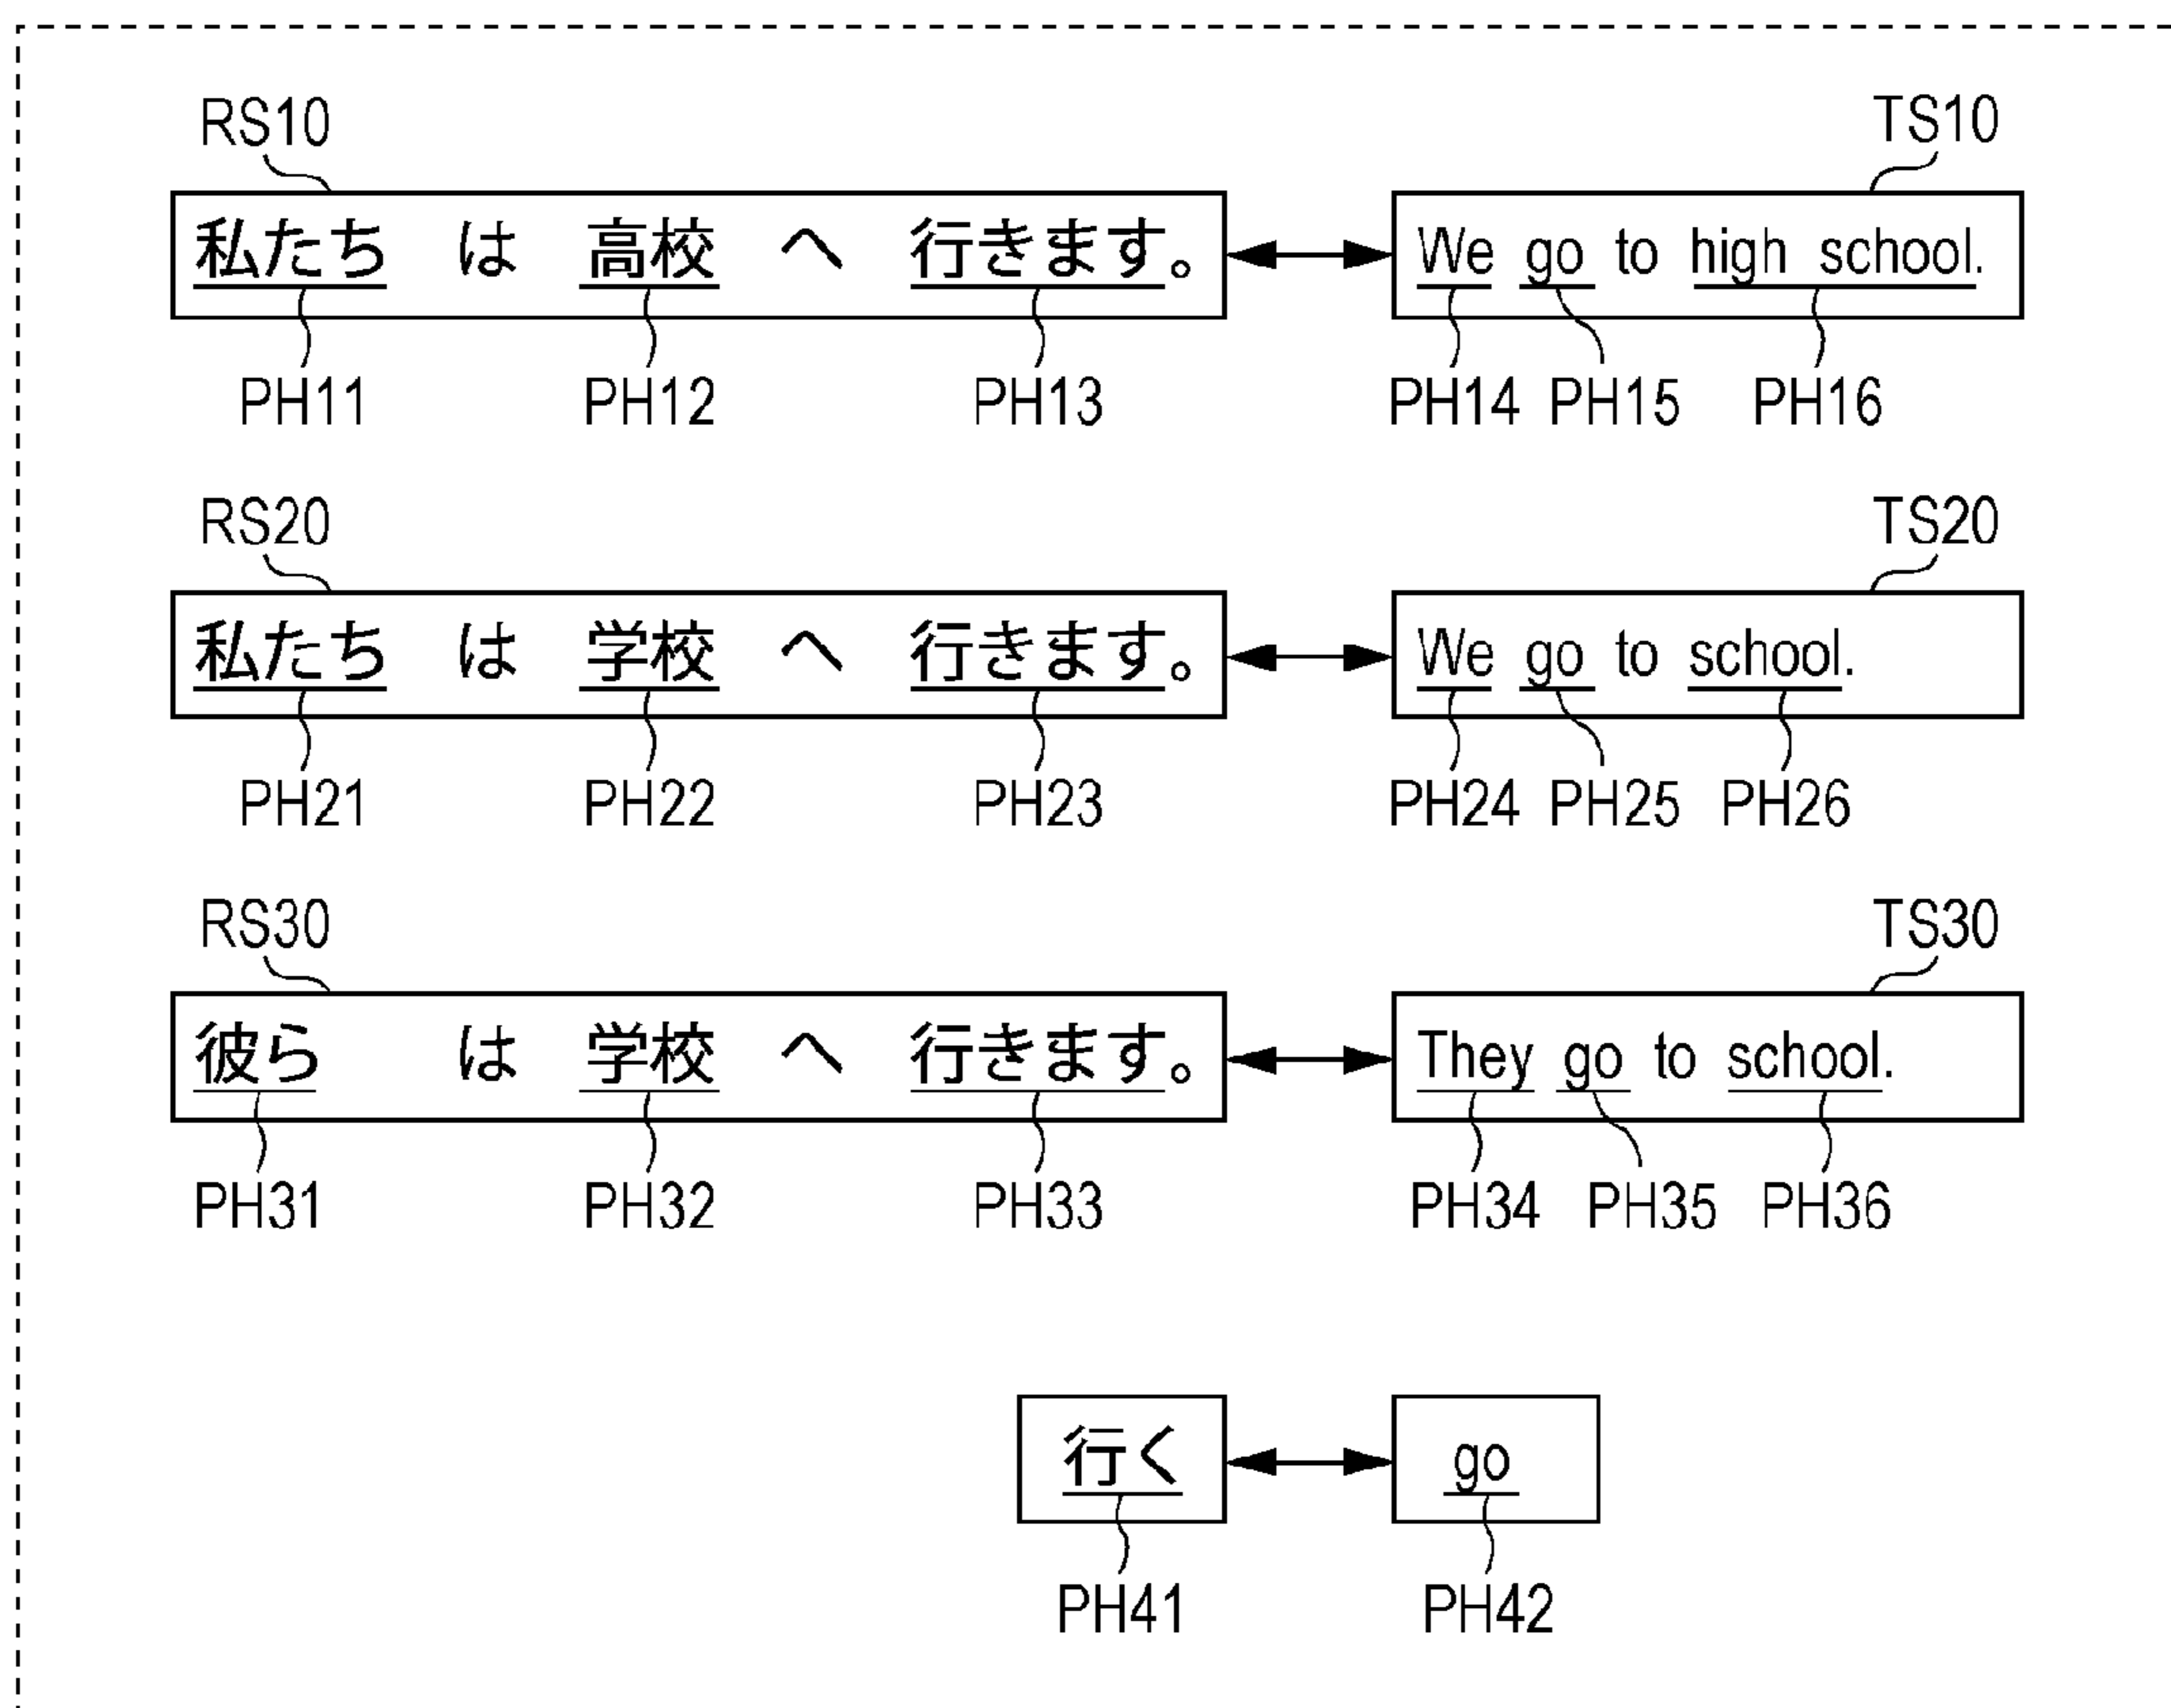 RS10 TS10
私たち は 高校 へ 行きます。 We go to high school.
PH11 PH12 PH13 PH14 PH15 PH16
RS20 TS20
私たち は 学校 へ 行きます。 We go to school.
PH21 PH22 PH23 PH24 PH25 PH26
RS30 TS30
彼ら は 学校 へ 行きます。 They go to school.
PH31 PH32 PH33 PH34 PH35 PH36
行く go
PH41 PH42